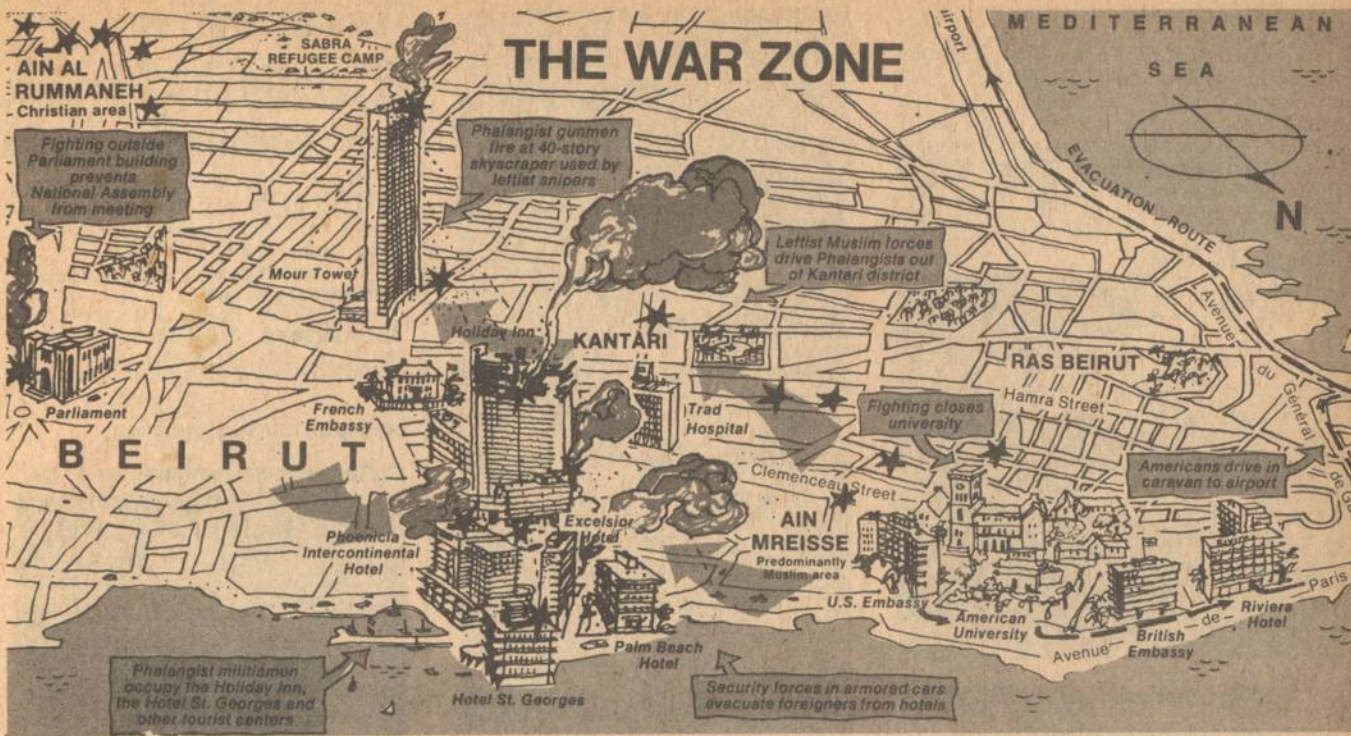 THE WAR ZONE
MEDITERRANEAN
SEA
N
SABRA
REFUGEE CAMP
AIN AL
RUMMANEH
Christian area
Fighting outside
Parliament building
prevents
National Assembly
from meeting
Phalangist gunmen
fire at 40-story
skyscraper used by
leftist snipers
Leftist Muslim forces
drive Phalangists out
of Kantari district
EVACUATION ROUTE
Mour Tower
Holiday Inn
KANTARI
RAS BEIRUT
Hamra Street
Avenue du Général
Parliament
French
Embassy
Trad
Hospital
Fighting closes
university
BEIRUT
Clemenceau Street
Americans drive in
caravan to airport
Phoenicia
Intercontinental
Hotel
Excelsior
Hotel
AIN
MREISSE
Predominantly
Muslim area
U.S. Embassy
American
University
British
Embassy
Riviera
Hotel
Avenue de Paris
Palm Beach
Hotel
Hotel St. Georges
Phalangist militiamen
occupy the Holiday Inn,
the Hotel St. Georges and
other tourist centers
Security forces in armored cars
evacuate foreigners from hotels